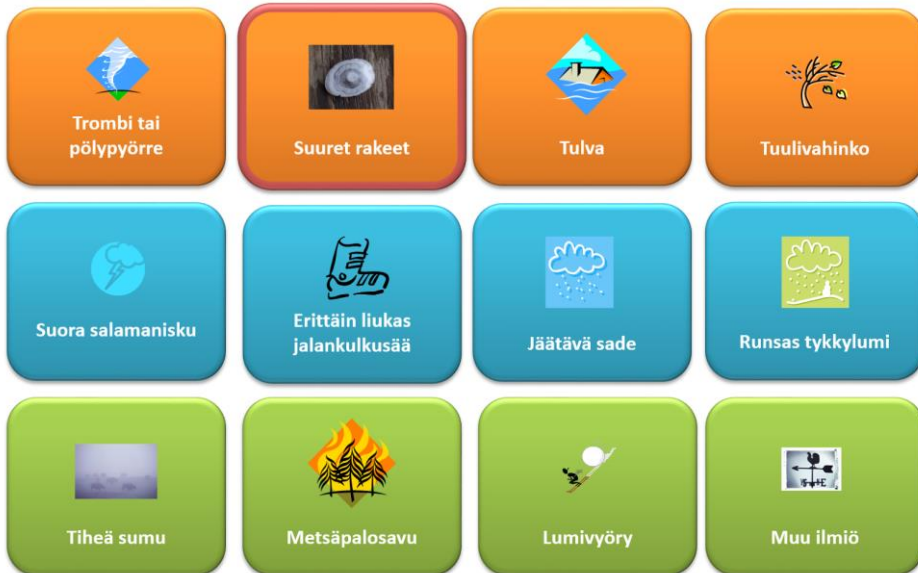 Trombi tai
pölypyörre
Suuret rakeet
Tulva
Tuulivahinko
Suora salamanisku
Erittäin liukas
jalankulkusää
Jäätävä sade
Runsas tykkylumi
Tiheä sumu
Metsäpalosavu
Lumivyöry
Muu ilmiö